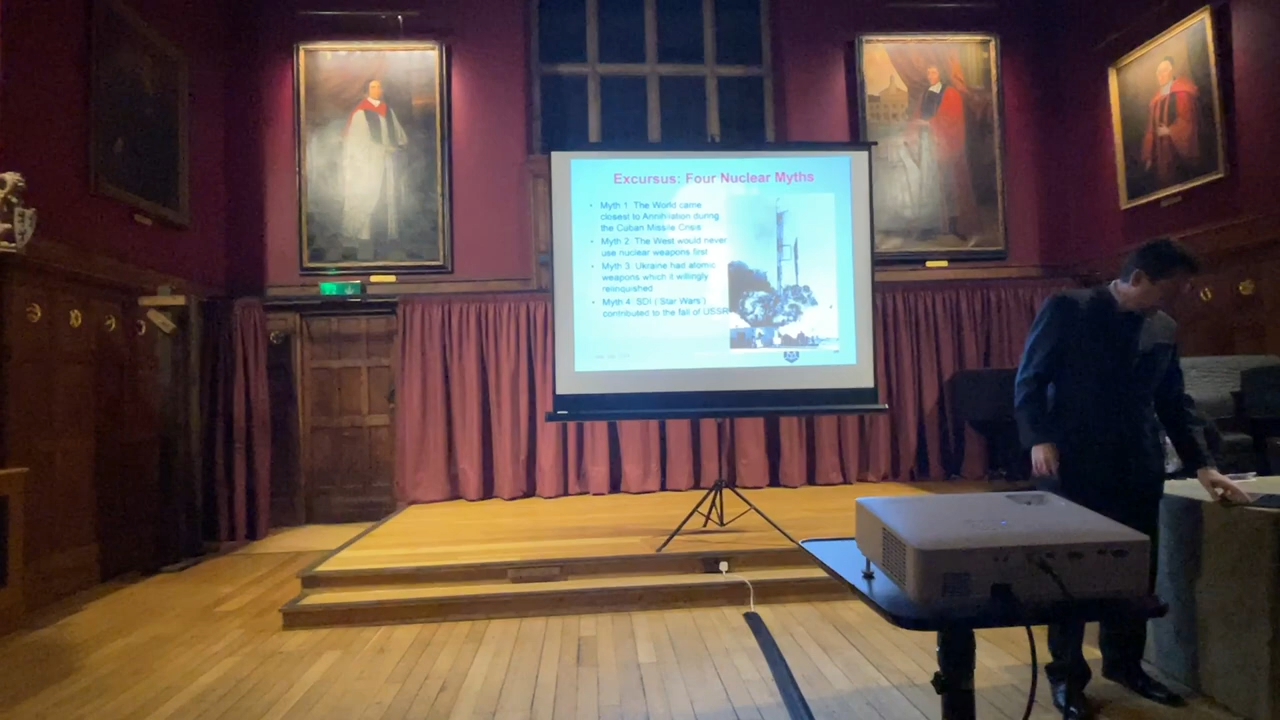 Excursus: Four Nuclear Myths
• Myth 1: The World came
closest to Annihilation during
the Cuban Missile Crisis
• Myth 2: The West would never
use nuclear weapons first
• Myth 3: Ukraine had atomic
weapons which it willingly
relinquished
• Myth 4: SDI ('Star Wars')
contributed to the fall of USSR